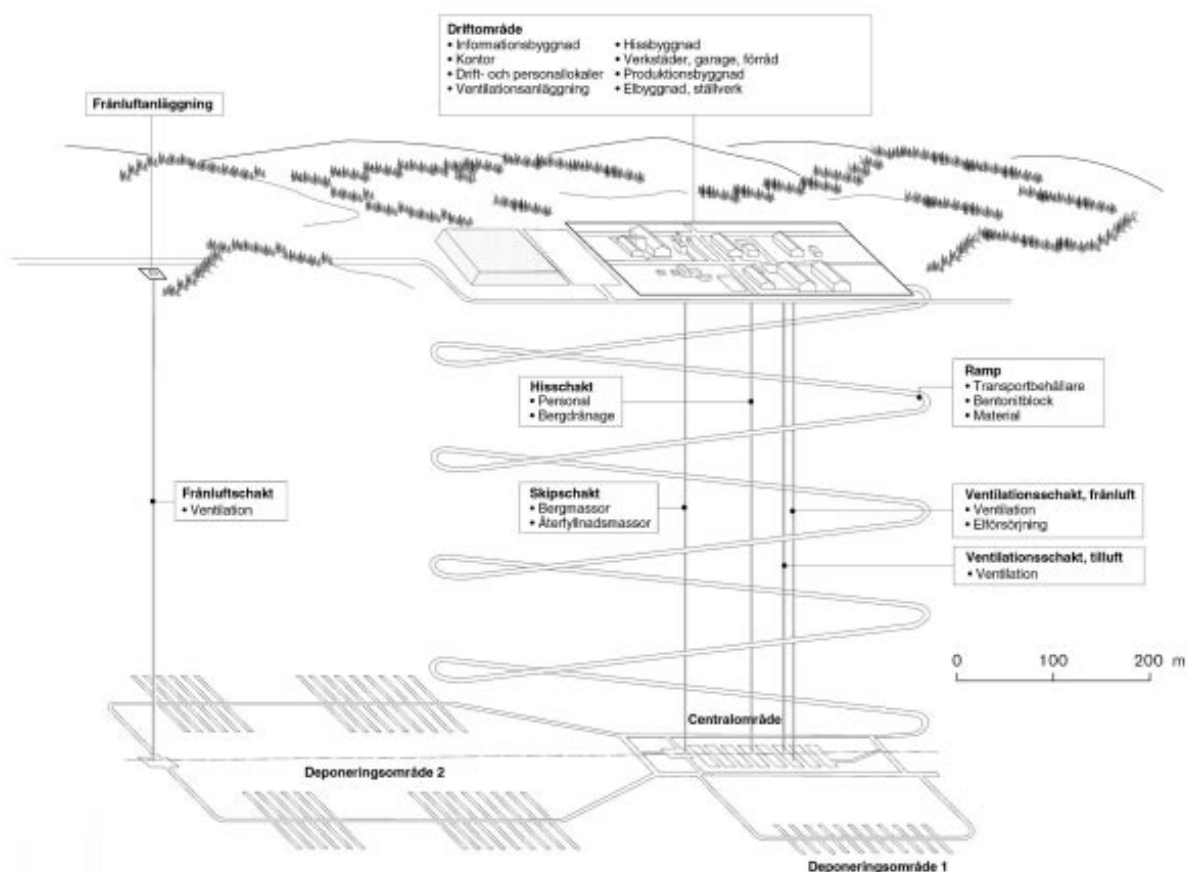 Driftområde
• Informationsbyggnad
• Kontor
• Drift- och personallokaler
• Ventilationsanläggning
• Hissbyggnad
• Verkstäder, garage, förråd
• Produktionsbyggnad
• Elbyggnad, ställverk
Frånluftanläggning
Hisschakt
• Personal
• Bergdränage
Ramp
• Transportbehållare
• Bentonitblock
• Material
Frånluftschakt
• Ventilation
Skipschakt
• Bergmassor
• Återfyllnadsmassor
Ventilationsschakt, frånluft
• Ventilation
• Elförsörjning
Ventilationsschakt, tilluft
• Ventilation
0 100 200 m
Centralområde
Deponeringsområde 2
Deponeringsområde 1